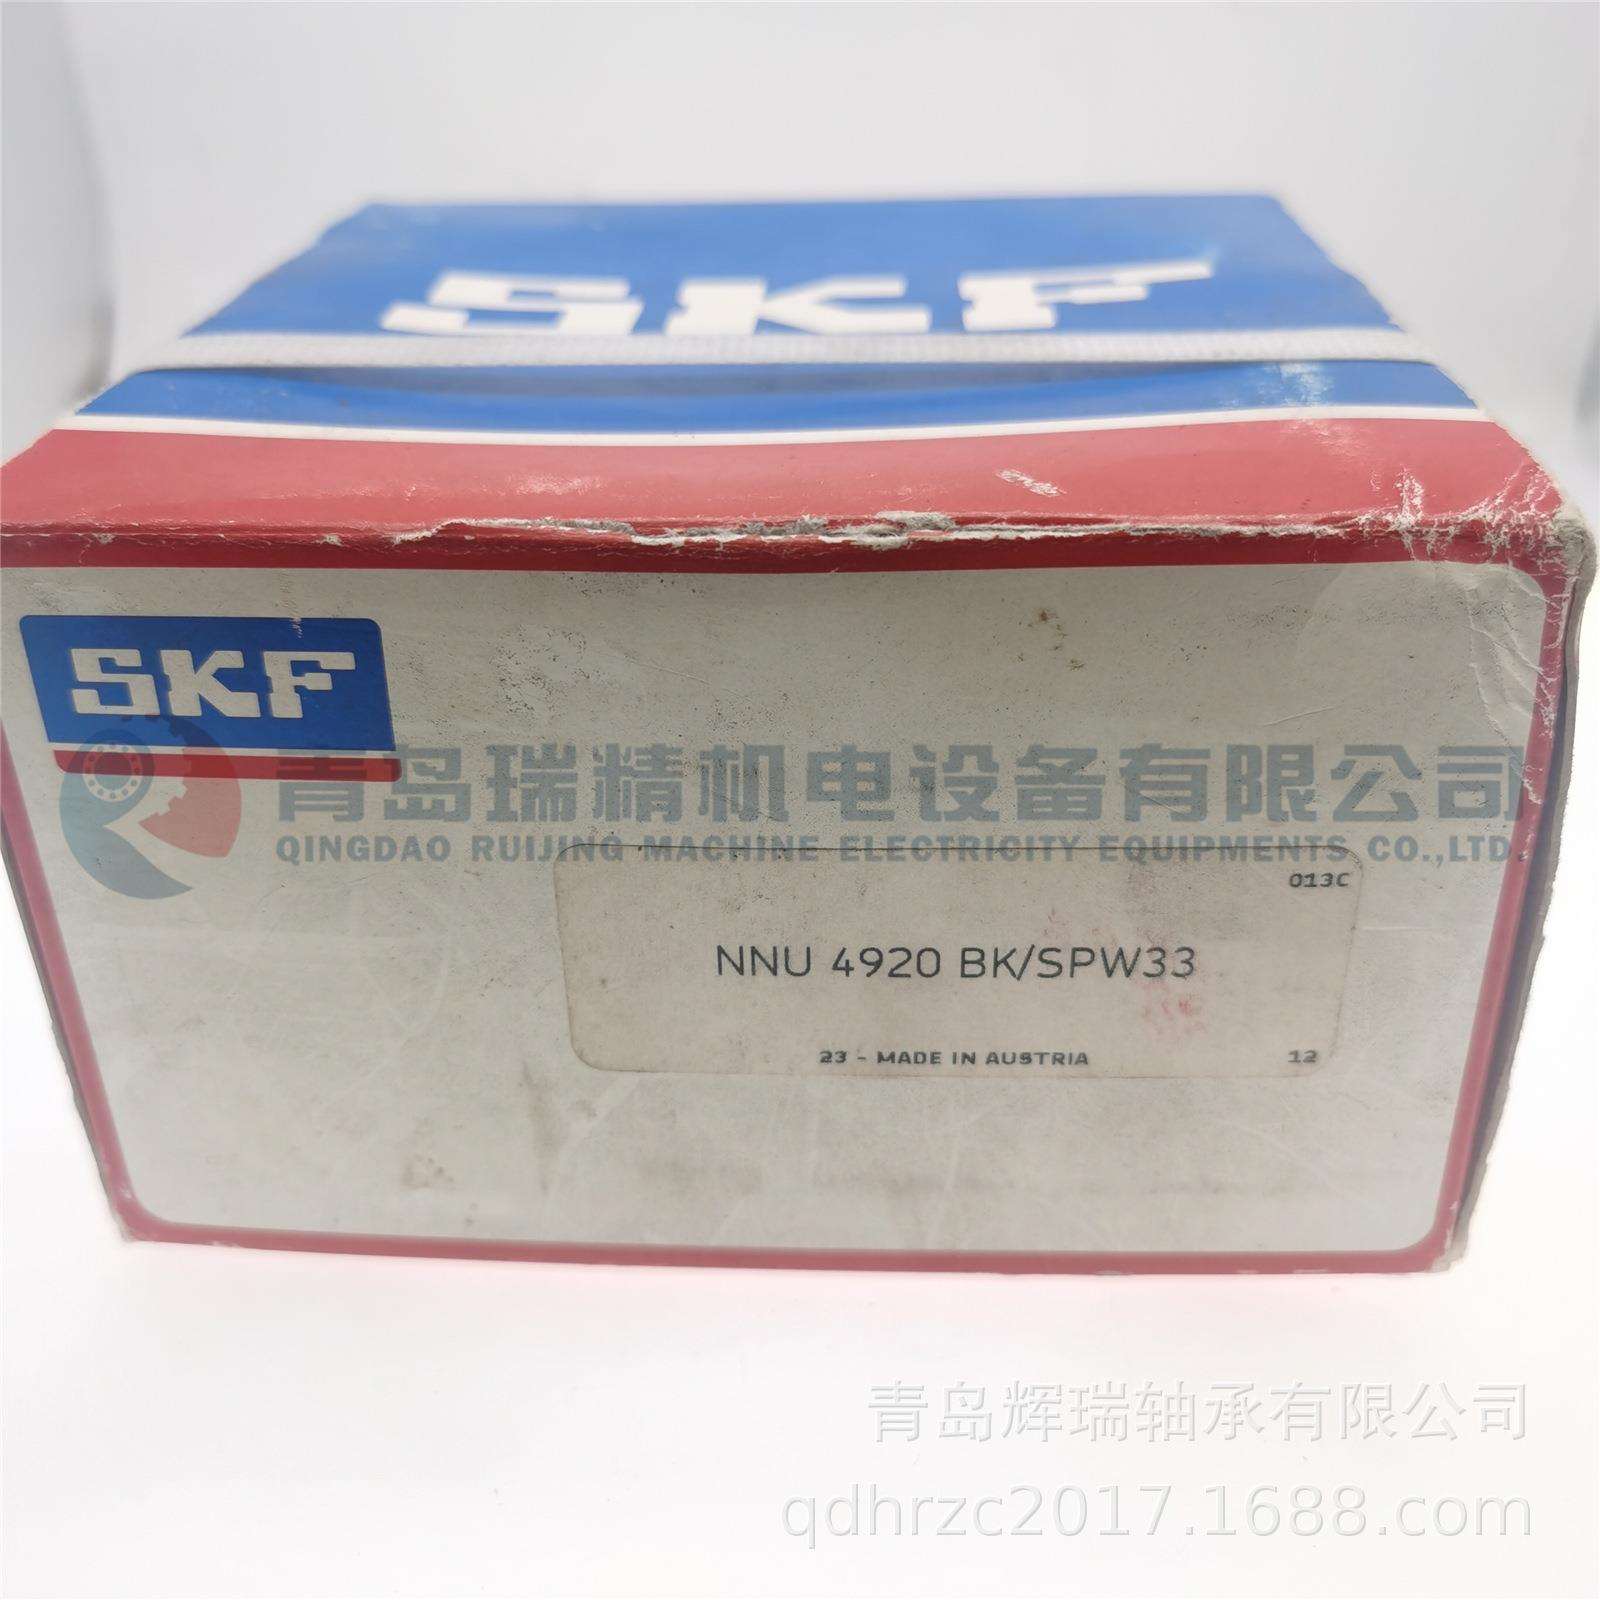 SKF
SKF
青岛瑞精机电设备有限公司
QINGDAO RUIJING MACHINE ELECTRICITY EQUIPMENTS CO.,LTD.
013C
NNU 4920 BK/SPW33
23 - MADE IN AUSTRIA 12
青岛辉瑞轴承有限公司
qdhrzc2017.1688.com